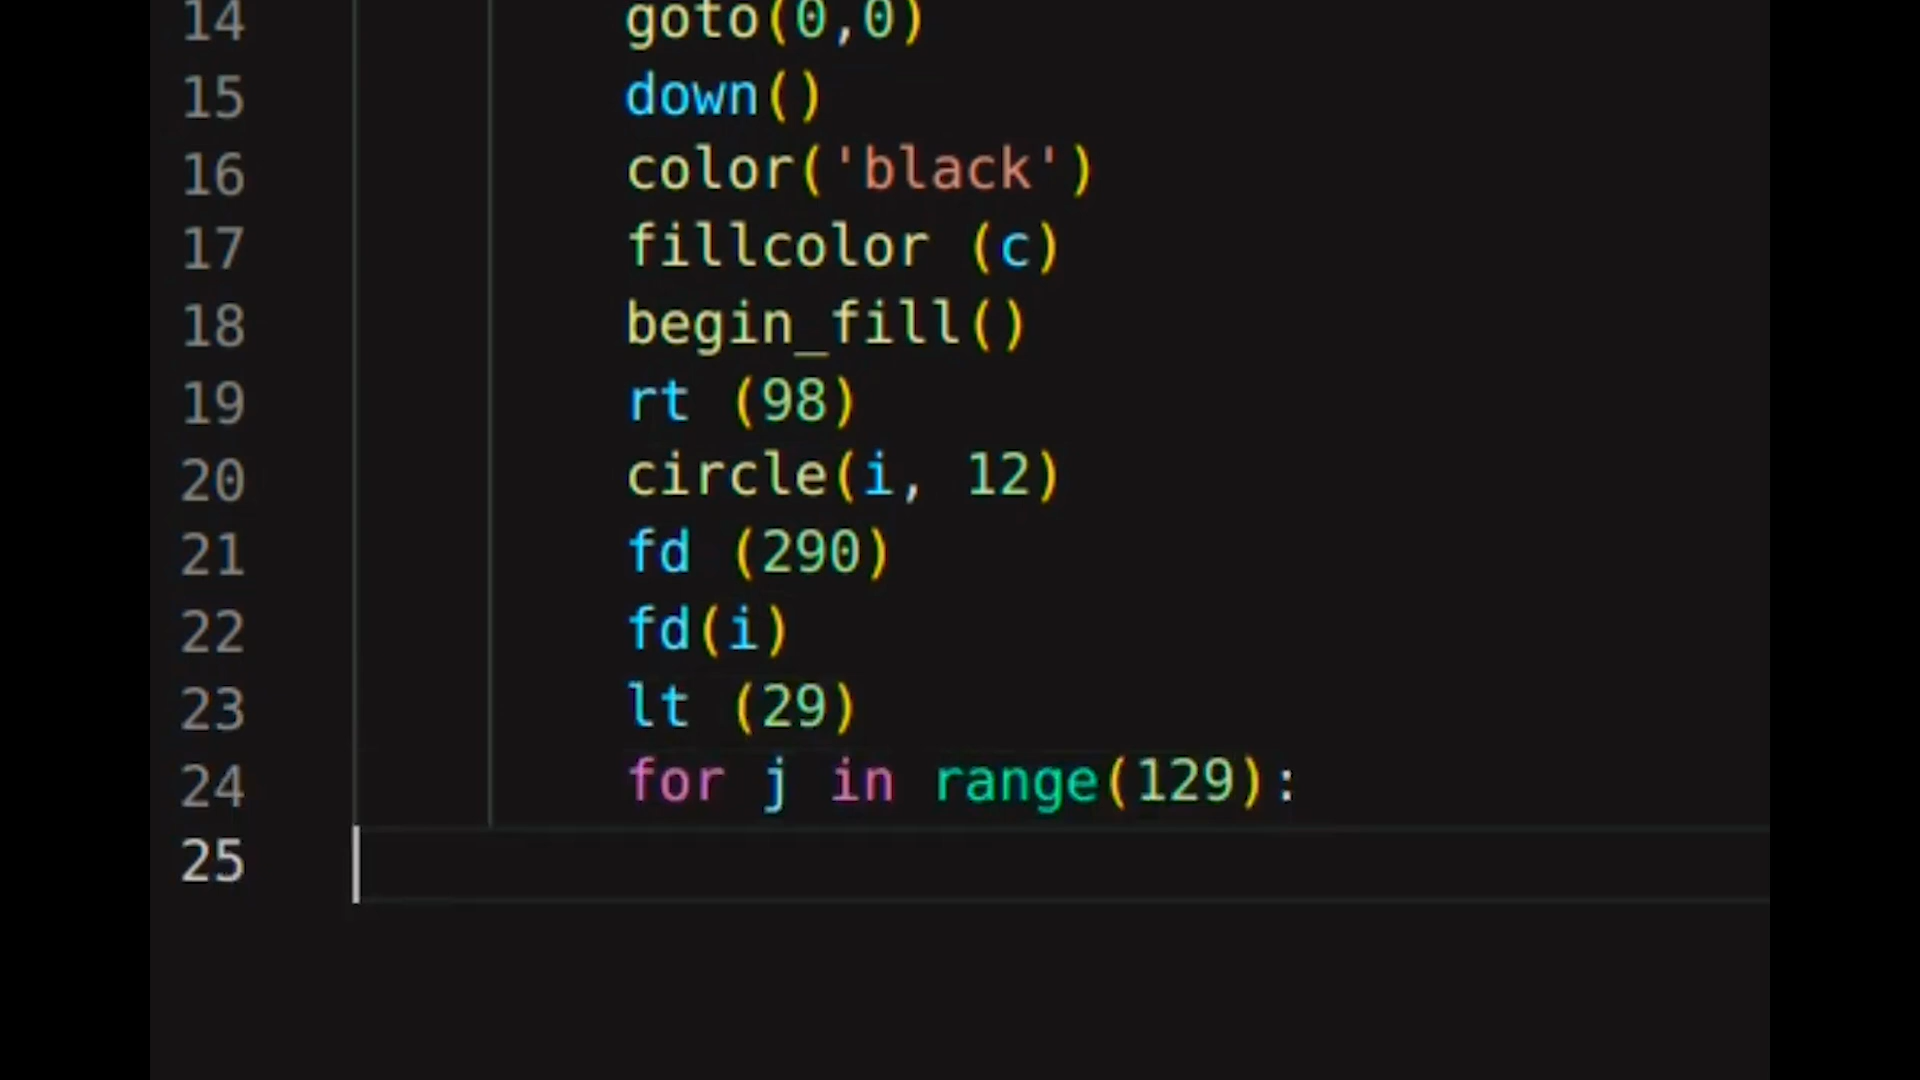 14 goto(0,0)
15 down()
16 color('black')
17 fillcolor (c)
18 begin_fill()
19 rt (98)
20 circle(i, 12)
21 fd (290)
22 fd(i)
23 lt (29)
24 for j in range(129):
25